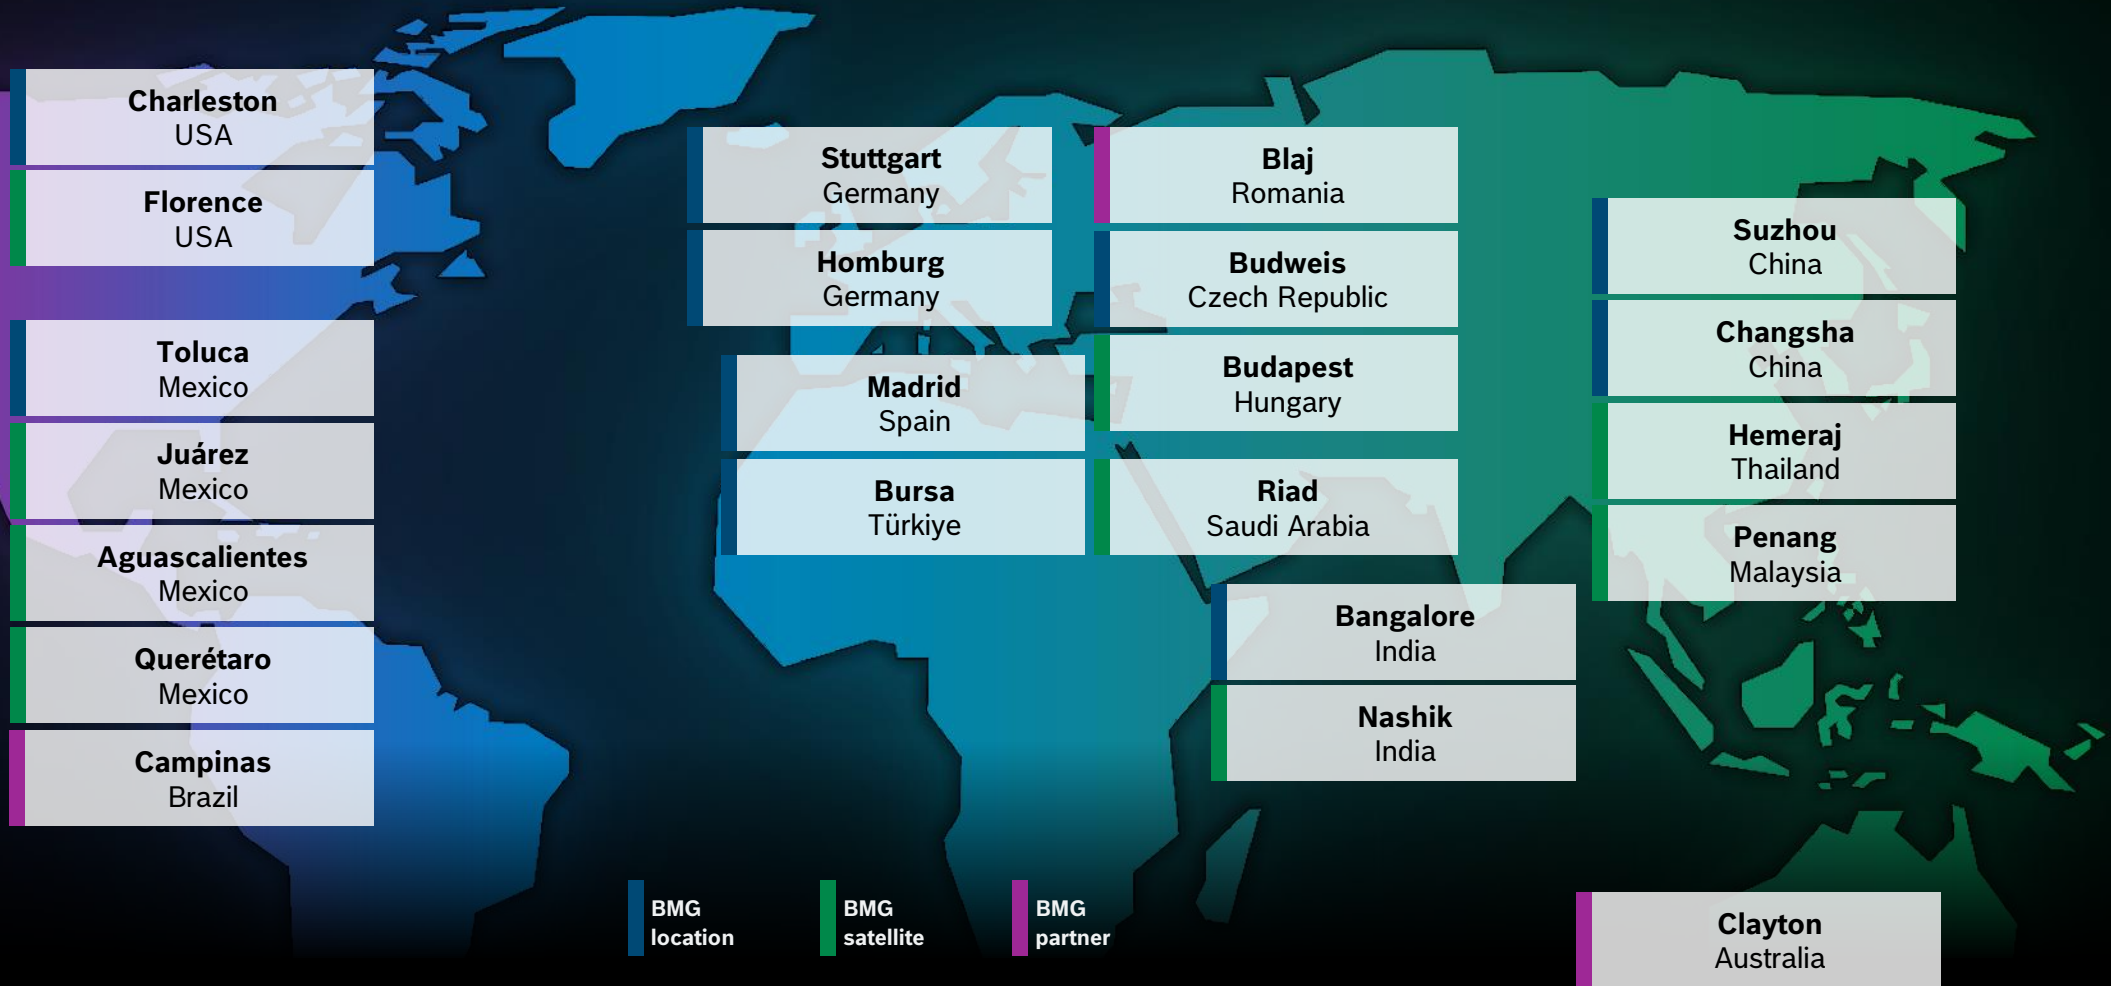 Charleston
USA
Florence
USA
Toluca
Mexico
Juárez
Mexico
Aguascalientes
Mexico
Querétaro
Mexico
Campinas
Brazil
Stuttgart
Germany
Homburg
Germany
Madrid
Spain
Bursa
Türkiye
Blaj
Romania
Budweis
Czech Republic
Budapest
Hungary
Riad
Saudi Arabia
Bangalore
India
Nashik
India
Suzhou
China
Changsha
China
Hemeraj
Thailand
Penang
Malaysia
Clayton
Australia
BMG
location
BMG
satellite
BMG
partner